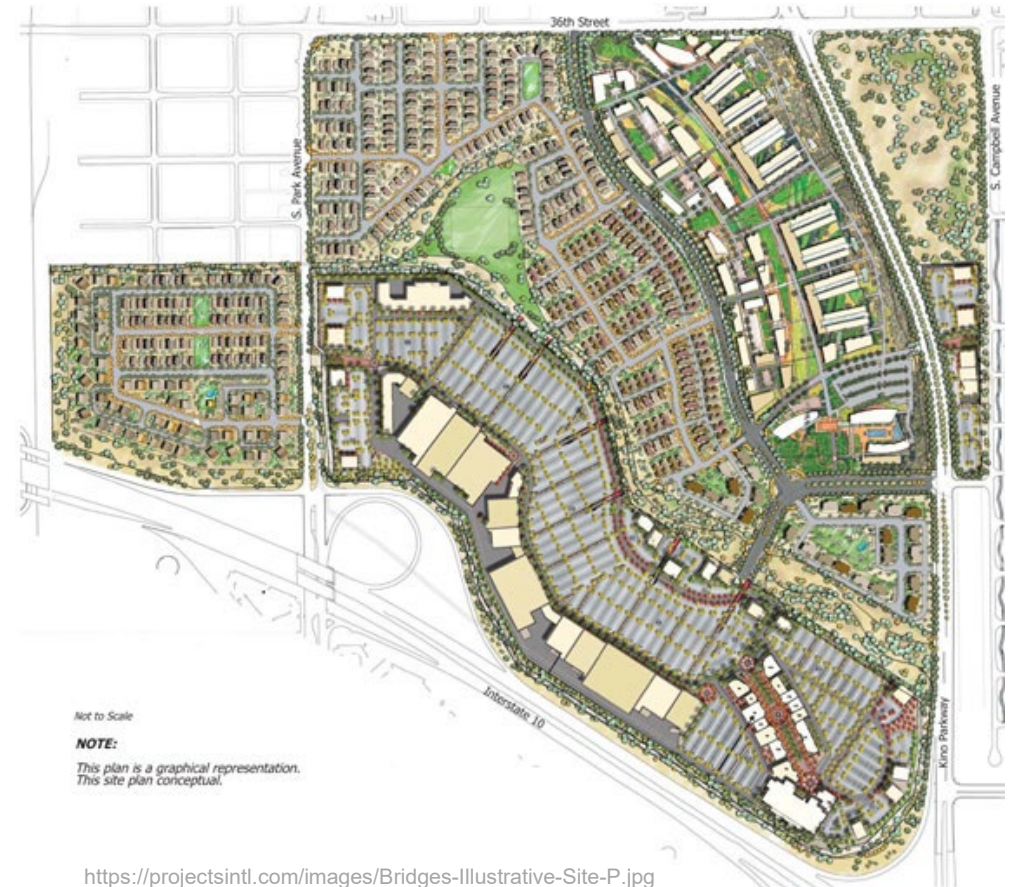 36th Street
S. Park Avenue
S. Campbell Avenue
Interstate 10
Kino Parkway
Not to Scale
NOTE:
This plan is a graphical representation.
This site plan conceptual.
https://projectsintl.com/images/Bridges-Illustrative-Site-P.jpg